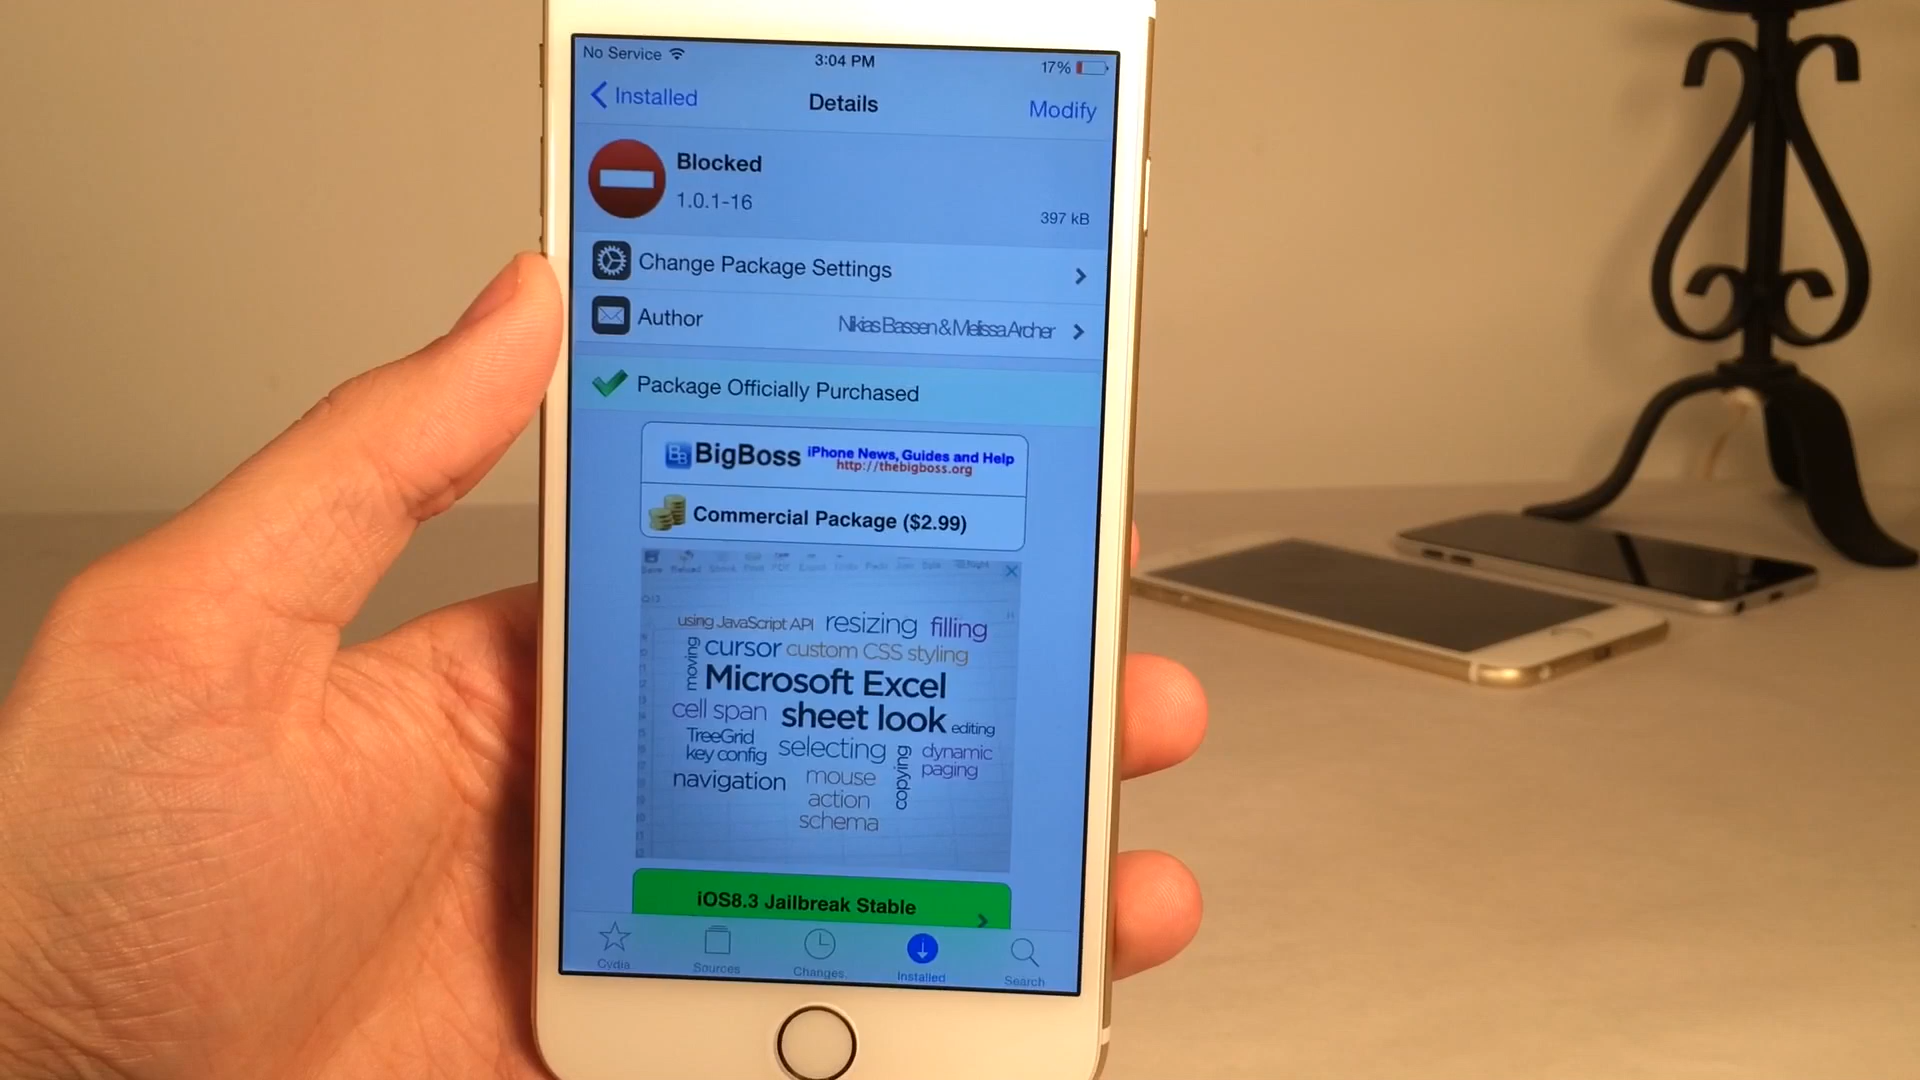 No Service
3:04 PM
17%
Installed
Details
Modify
Blocked
1.0.1-16
397 kB
Change Package Settings
Author
Nikias Bassen & Melissa Archer
Package Officially Purchased
BB BigBoss
iPhone News, Guides and Help
http://thebigboss.org
Commercial Package ($2.99)
using JavaScript API resizing filling
moving
cursor custom CSS styling
Microsoft Excel
cell span sheet look editing
TreeGrid
key config
selecting
copying
dynamic
paging
navigation
mouse
action
schema
iOS8.3 Jailbreak Stable
Cydia
Sources
Changes
Installed
Search